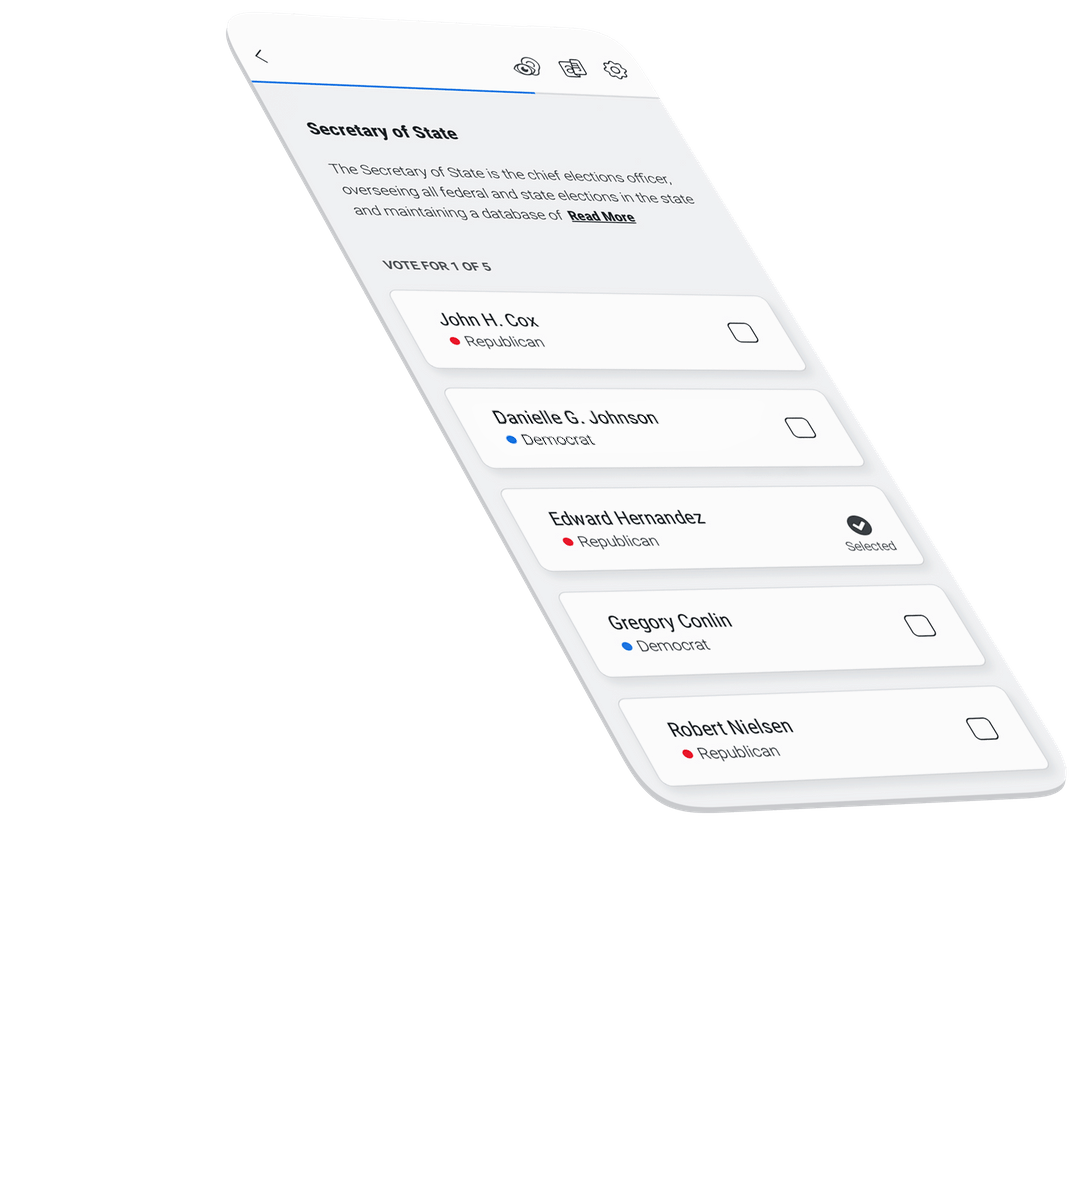 Secretary of State
The Secretary of State is the chief elections officer,
overseeing all federal and state elections in the state
and maintaining a database of Read More
VOTE FOR 1 OF 5
John H. Cox
Republican
Danielle G. Johnson
Democrat
Edward Hernandez
Republican
Selected
Gregory Conlin
Democrat
Robert Nielsen
Republican